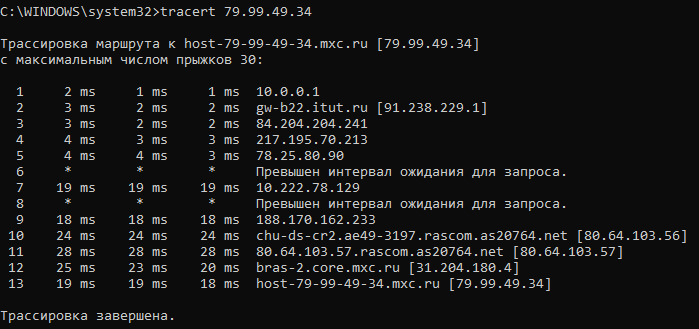 C:\WINDOWS\system32>tracert 79.99.49.34
Трассировка маршрута к host-79-99-49-34.mxc.ru [79.99.49.34]
с максимальным числом прыжков 30:
1 2 ms 1 ms 1 ms 10.0.0.1
2 3 ms 2 ms 2 ms gw-b22.itut.ru [91.238.229.1]
3 3 ms 2 ms 2 ms 84.204.204.241
4 4 ms 3 ms 3 ms 217.195.70.213
5 4 ms 4 ms 3 ms 78.25.80.90
6 * * * Превышен интервал ожидания для запроса.
7 19 ms 19 ms 19 ms 10.222.78.129
8 * * * Превышен интервал ожидания для запроса.
9 18 ms 18 ms 18 ms 188.170.162.233
10 24 ms 24 ms 24 ms chu-ds-cr2.ae49-3197.rascom.as20764.net [80.64.103.56]
11 28 ms 28 ms 28 ms 80.64.103.57.rascom.as20764.net [80.64.103.57]
12 25 ms 23 ms 20 ms bras-2.core.mxc.ru [31.204.180.4]
13 19 ms 19 ms 18 ms host-79-99-49-34.mxc.ru [79.99.49.34]
Трассировка завершена.